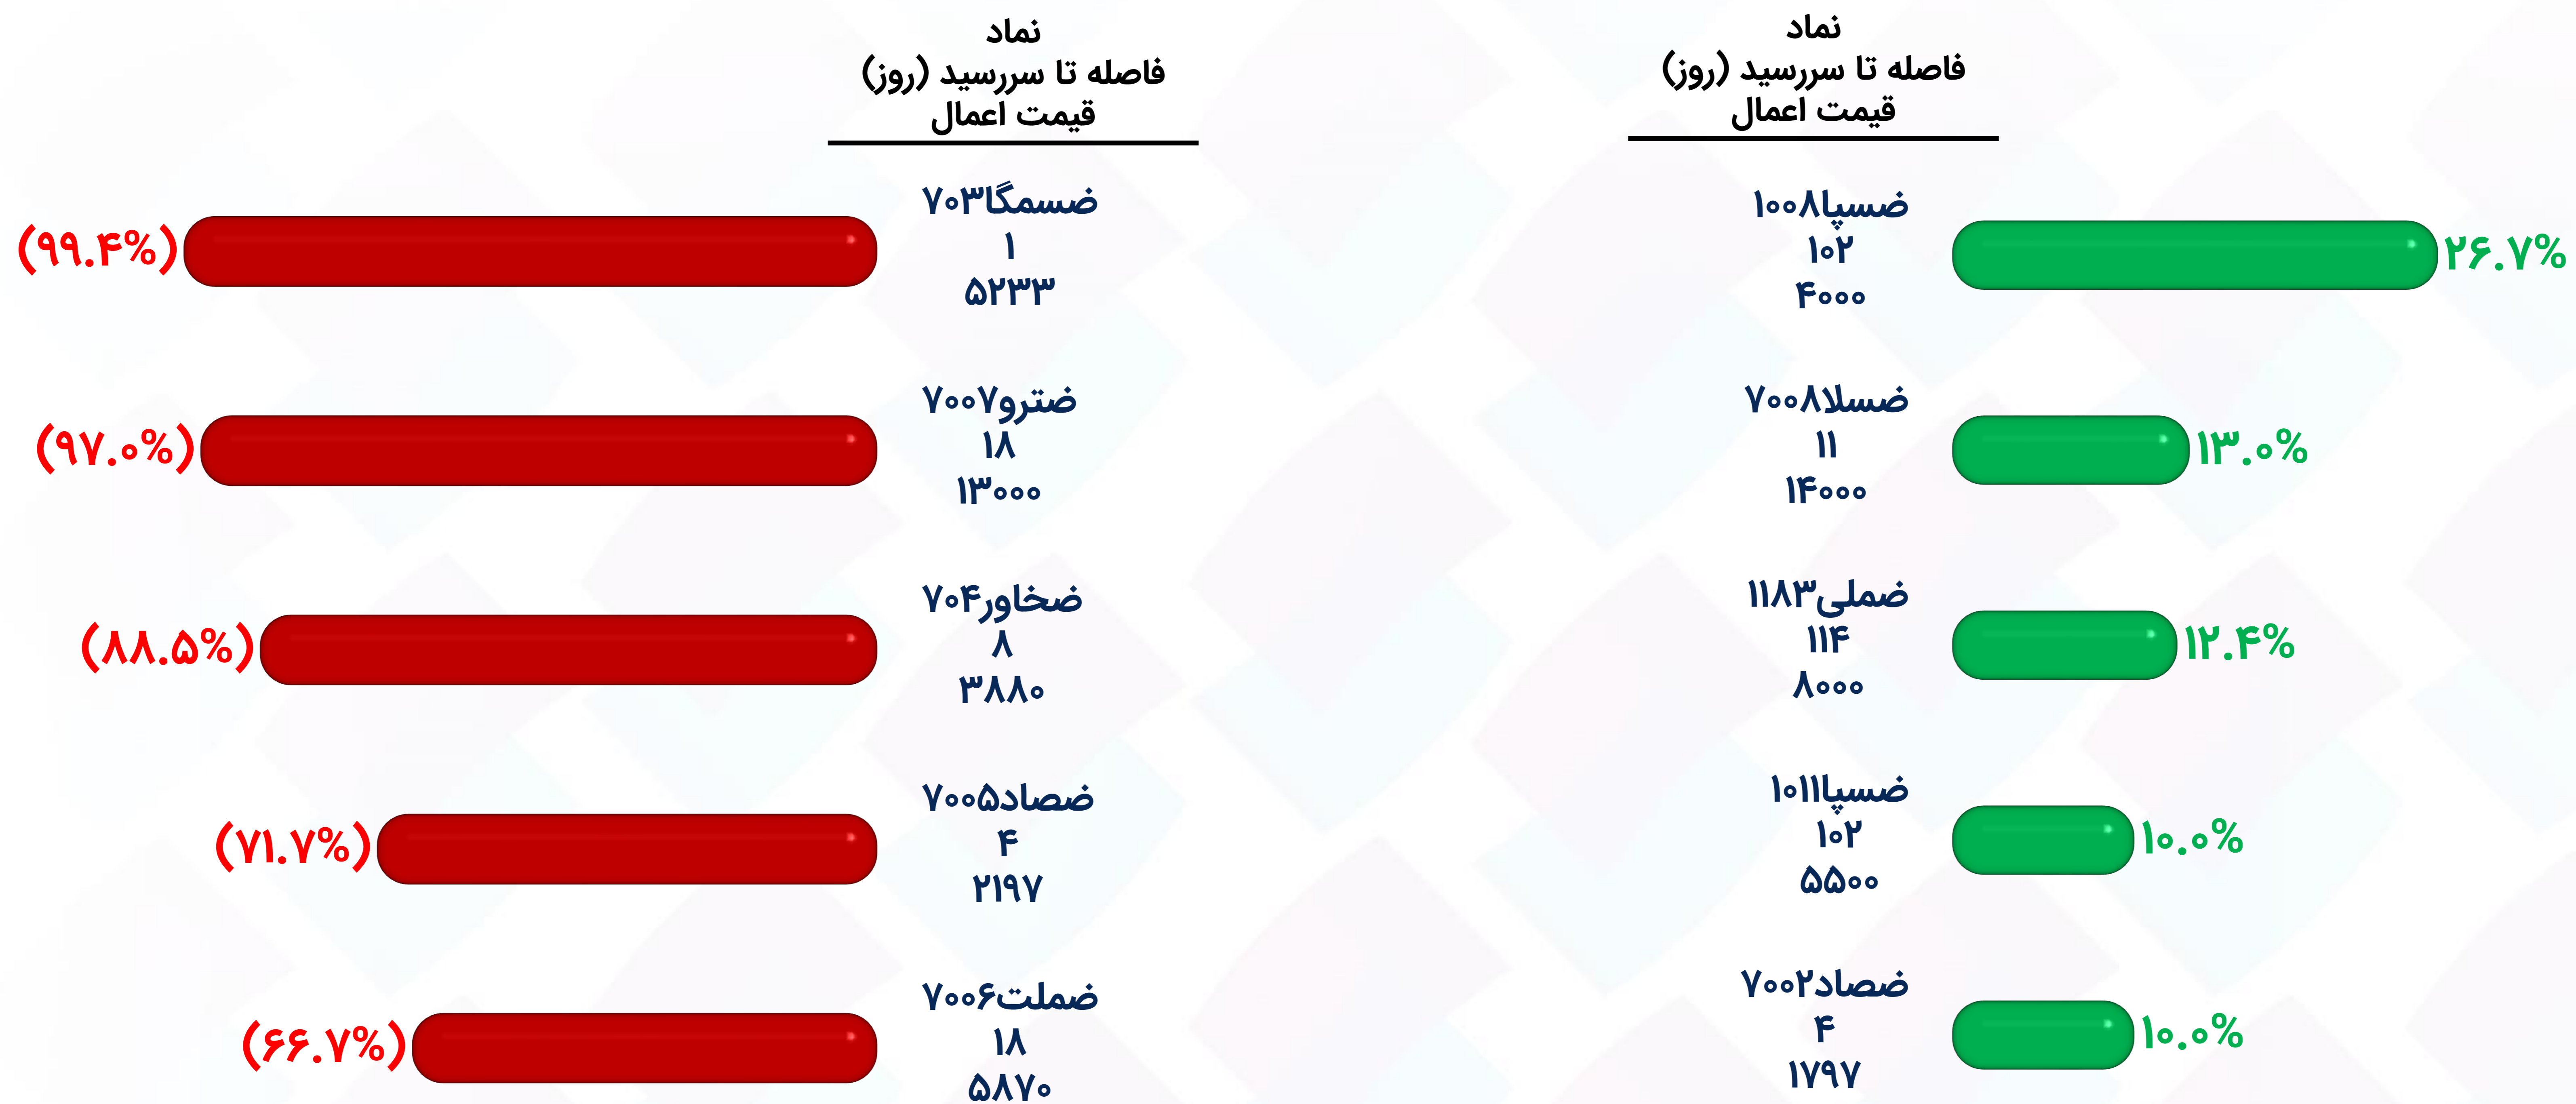 نماد
فاصله تا سررسید (روز)
قیمت اعمال
ضسپا۱۰۰۸
۱۰۲
۴۰۰۰
۲۶.۷%
ضسلا۷۰۰۸
۱۱
۱۴۰۰۰
۱۳.۰%
ضملی۱۱۸۳
۱۱۴
۸۰۰۰
۱۲.۴%
ضسپا۱۰۱۱
۱۰۲
۵۵۰۰
۱۰.۰%
ضصاد۷۰۰۲
۴
۱۷۹۷
۱۰.۰%
نماد
فاصله تا سررسید (روز)
قیمت اعمال
ضسمگا۷۰۳
۱
۵۲۳۳
(۹۹.۴%)
ضترو۷۰۰۷
۱۸
۱۳۰۰۰
(۹۷.۰%)
ضخاور۷۰۴
۸
۳۸۸۰
(۸۸.۵%)
ضصاد۷۰۰۵
۴
۲۱۹۷
(۷۱.۷%)
ضملت۷۰۰۶
۱۸
۵۸۷۰
(۶۶.۷%)